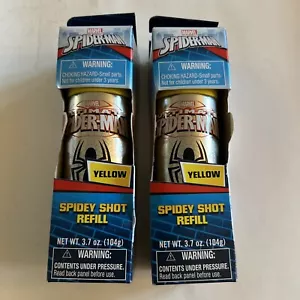 MARVEL
SPIDER-MAN
WARNING:
CHOKING HAZARD-Small parts.
Not for children under 3 years.
MARVEL
SPIDER-MAN
YELLOW
SPIDEY SHOT
REFILL
NET WT. 3.7 oz. (104g)
WARNING:
CONTENTS UNDER PRESSURE.
Read back panel before use.
MARVEL
SPIDER-MAN
WARNING:
CHOKING HAZARD-Small parts.
Not for children under 3 years.
MARVEL
SPIDER-MAN
YELLOW
SPIDEY SHOT
REFILL
NET WT. 3.7 oz. (104g)
WARNING:
CONTENTS UNDER PRESSURE.
Read back panel before use.